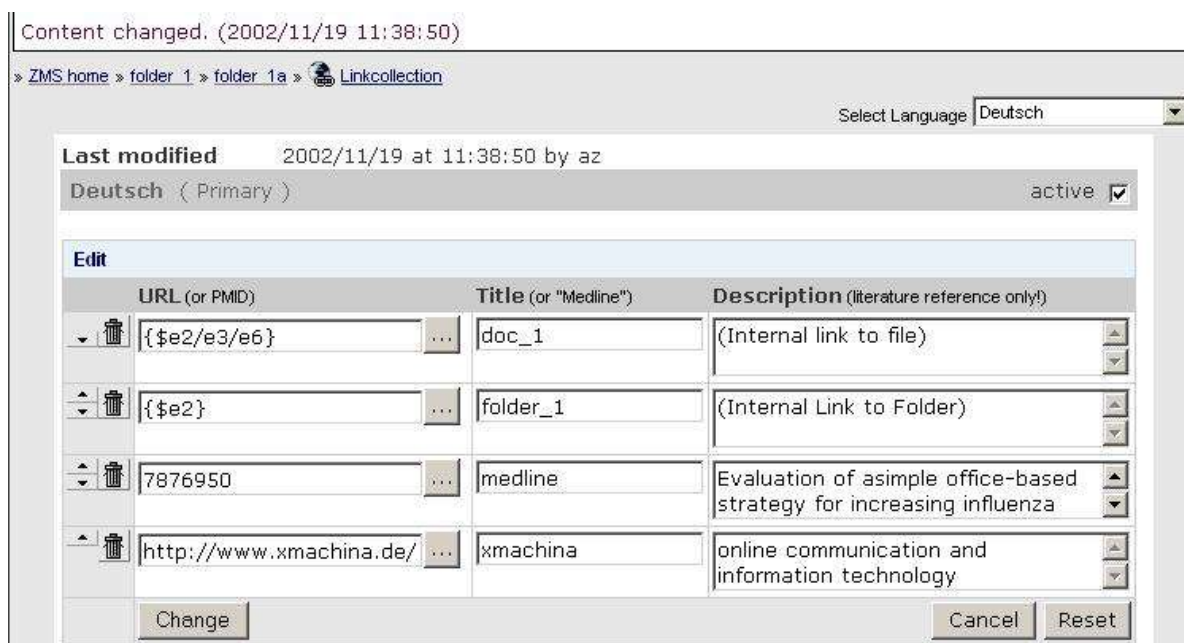 Content changed. (2002/11/19 11:38:50)
» ZMS home » folder_1 » folder_1a » Linkcollection
Select Language Deutsch
Last modified 2002/11/19 at 11:38:50 by az
Deutsch ( Primary ) active
Edit
URL (or PMID) Title (or "Medline") Description (literature reference only!)
{$e2/e3/e6} ... doc_1 (Internal link to file)
{$e2} ... folder_1 (Internal Link to Folder)
7876950 ... medline Evaluation of asimple office-based
strategy for increasing influenza
http://www.xmachina.de/ ... xmachina online communication and
information technology
Change Cancel Reset